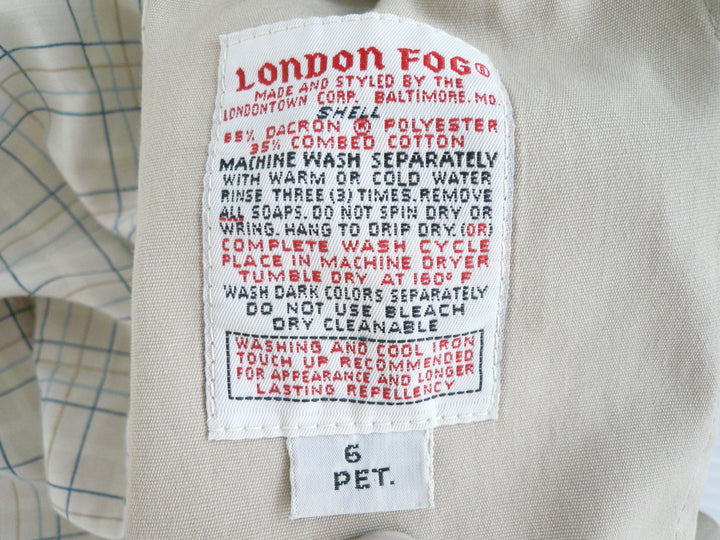 LONDON FOG®
MADE AND STYLED BY THE
LONDONTOWN CORP. BALTIMORE. MD.
SHELL
65% DACRON ® POLYESTER
35% COMBED COTTON
MACHINE WASH SEPARATELY
WITH WARM OR COLD WATER
RINSE THREE (3) TIMES. REMOVE
ALL SOAPS. DO NOT SPIN DRY OR
WRING. HANG TO DRIP DRY. (OR)
COMPLETE WASH CYCLE
PLACE IN MACHINE DRYER
TUMBLE DRY AT 160° F
WASH DARK COLORS SEPARATELY
DO NOT USE BLEACH
DRY CLEANABLE
WASHING AND COOL IRON
TOUCH UP RECOMMENDED
FOR APPEARANCE AND LONGER
LASTING REPELLENCY
6
PET.